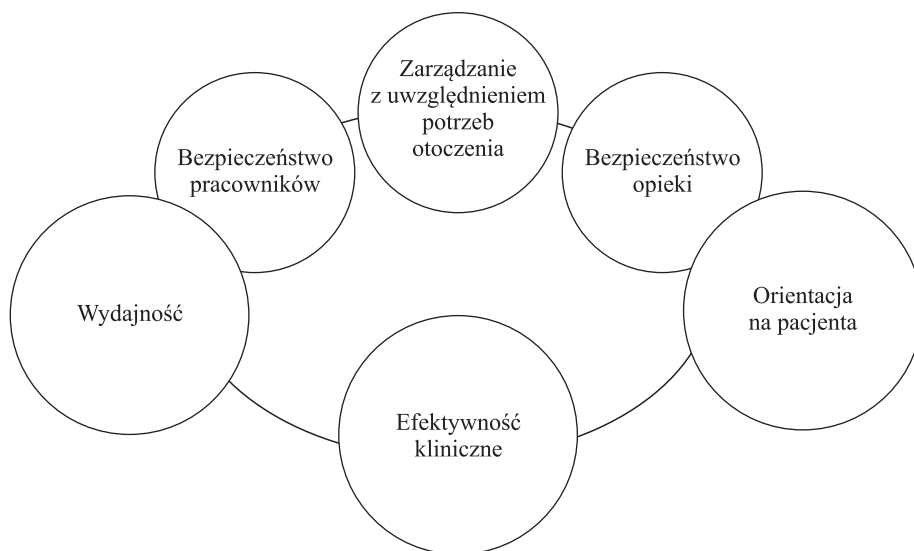 Zarządzanie
z uwzględnieniem
potrzeb
otoczenia
Bezpieczeństwo
pracowników
Bezpieczeństwo
opieki
Wydajność
Orientacja
na pacjenta
Efektywność
kliniczne